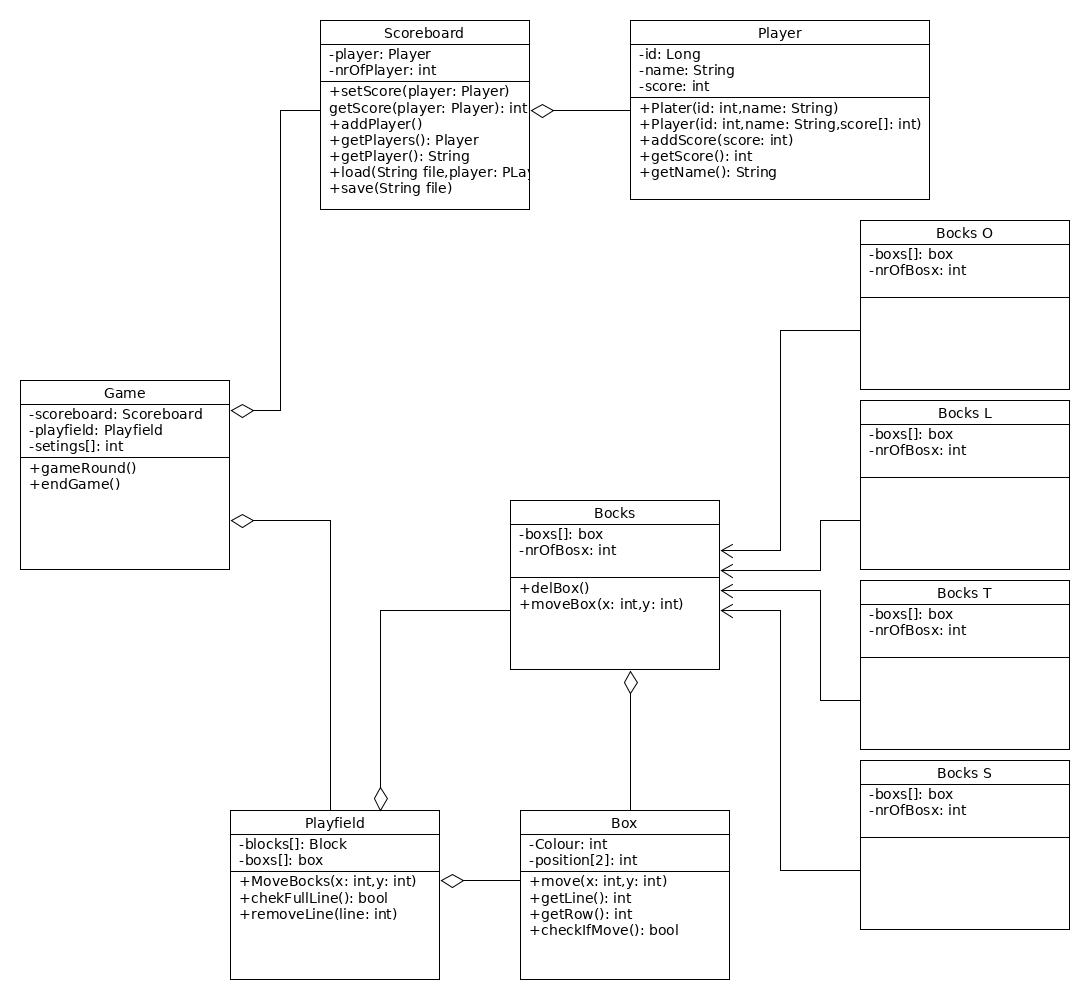 Scoreboard
-player: Player
-nrOfPlayer: int
+setScore(player: Player)
getScore(player: Player): int
+addPlayer()
+getPlayers(): Player
+getPlayer(): String
+load(String file,player: PLay
+save(String file)
Player
-id: Long
-name: String
-score: int
+Plater(id: int,name: String)
+Player(id: int,name: String,score[]: int)
+addScore(score: int)
+getScore(): int
+getName(): String
Bocks O
-boxs[]: box
-nrOfBosx: int
Game
-scoreboard: Scoreboard
-playfield: Playfield
-setings[]: int
+gameRound()
+endGame()
Bocks L
-boxs[]: box
-nrOfBosx: int
Bocks
-boxs[]: box
-nrOfBosx: int
+delBox()
+moveBox(x: int,y: int)
Bocks T
-boxs[]: box
-nrOfBosx: int
Bocks S
-boxs[]: box
-nrOfBosx: int
Playfield
-blocks[]: Block
-boxs[]: box
+MoveBocks(x: int,y: int)
+chekFullLine(): bool
+removeLine(line: int)
Box
-Colour: int
-position[2]: int
+move(x: int,y: int)
+getLine(): int
+getRow(): int
+checkIfMove(): bool